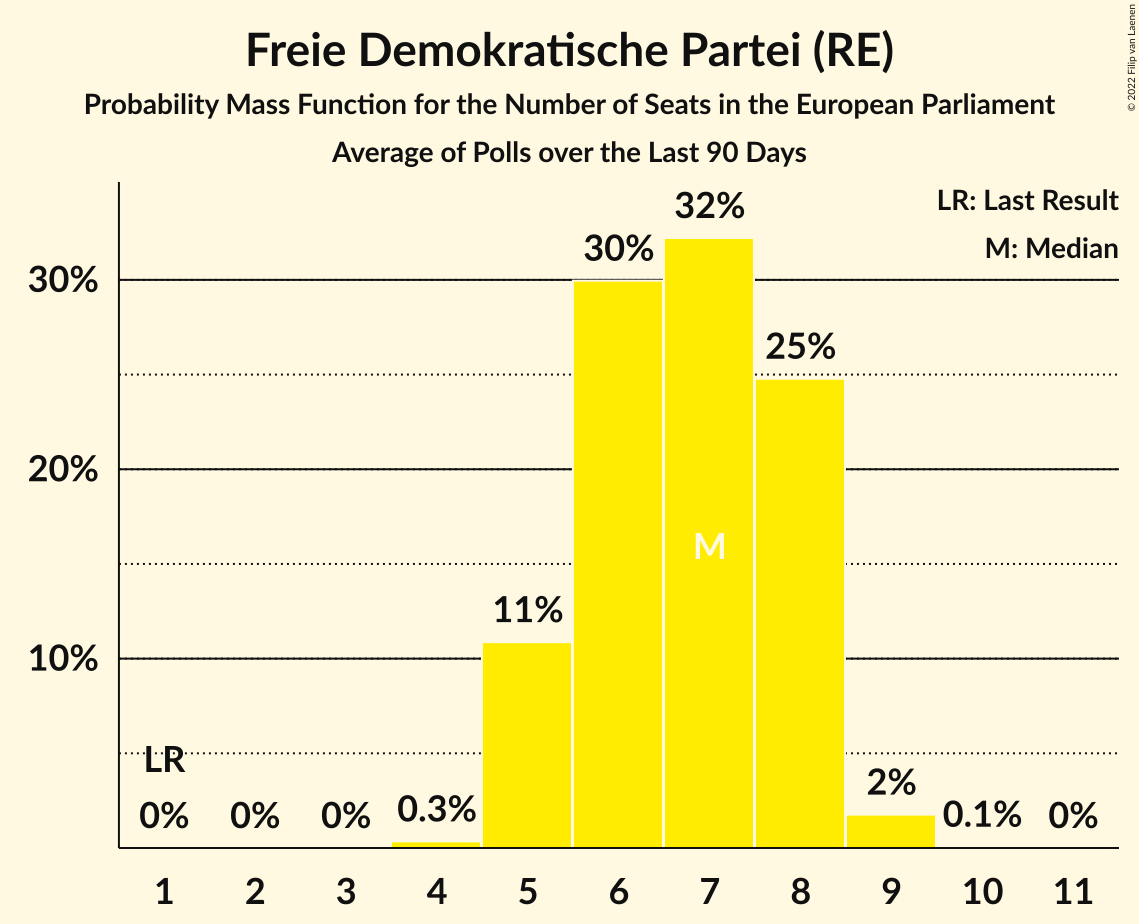 Freie Demokratische Partei (RE)
Probability Mass Function for the Number of Seats in the European Parliament
Average of Polls over the Last 90 Days
© 2022 Filip van Laenen
LR: Last Result
M: Median
32%
30%
30%
25%
20%
M
11%
10%
LR
2%
0%
0%
0%
0.3%
0.1%
0%
1 2 3 4 5 6 7 8 9 10 11